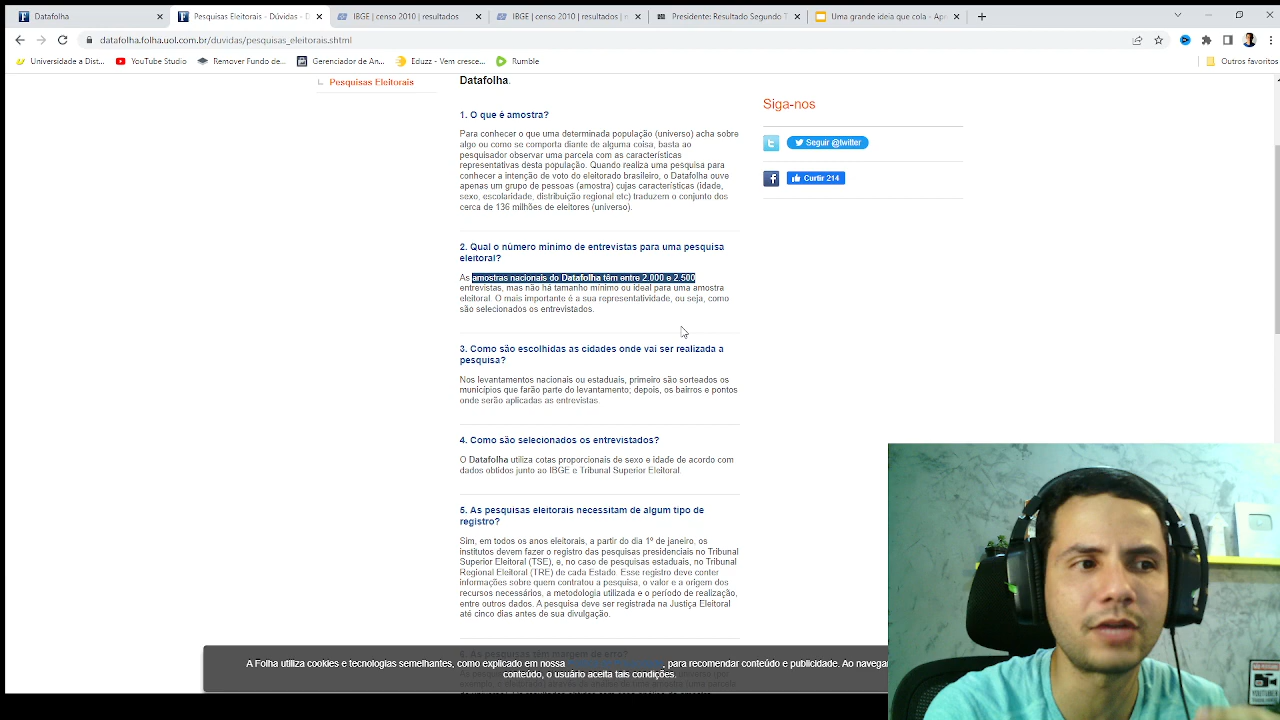 Datafolha
Pesquisas Eleitorais - Dúvidas - D
IBGE | censo 2010 | resultados
IBGE | censo 2010 | resultados | n
Presidente: Resultado Segundo T
Uma grande ideia que cola - Apr
datafolha.folha.uol.com.br/duvidas/pesquisas_eleitorais.shtml
Universidade a Dist...
YouTube Studio
Remover Fundo de...
Gerenciador de An...
Eduzz - Vem cresce...
Rumble
Outros favoritos
Pesquisas Eleitorais
Datafolha.
1. O que é amostra?
Para conhecer o que uma determinada população (universo) acha sobre
algo ou como se comporta diante de alguma coisa, basta ao
pesquisador observar uma parcela com as características
representativas desta população. Quando realiza uma pesquisa para
conhecer a intenção de voto do eleitorado brasileiro, o Datafolha ouve
apenas um grupo de pessoas (amostra) cujas características (idade,
sexo, escolaridade, distribuição regional etc) traduzem o conjunto dos
cerca de 136 milhões de eleitores (universo).
2. Qual o número mínimo de entrevistas para uma pesquisa
eleitoral?
As amostras nacionais do Datafolha têm entre 2.000 e 2.500
entrevistas, mas não há tamanho mínimo ou ideal para uma amostra
eleitoral. O mais importante é a sua representatividade, ou seja, como
são selecionados os entrevistados.
3. Como são escolhidas as cidades onde vai ser realizada a
pesquisa?
Nos levantamentos nacionais ou estaduais, primeiro são sorteados os
municípios que farão parte do levantamento; depois, os bairros e pontos
onde serão aplicadas as entrevistas.
4. Como são selecionados os entrevistados?
O Datafolha utiliza cotas proporcionais de sexo e idade de acordo com
dados obtidos junto ao IBGE e Tribunal Superior Eleitoral.
5. As pesquisas eleitorais necessitam de algum tipo de
registro?
Sim, em todos os anos eleitorais, a partir do dia 1º de janeiro, os
institutos devem fazer o registro das pesquisas presidenciais no Tribunal
Superior Eleitoral (TSE), e, no caso de pesquisas estaduais, no Tribunal
Regional Eleitoral (TRE) de cada Estado. Esse registro deve conter
informações sobre quem contratou a pesquisa, o valor e a origem dos
recursos necessários, a metodologia utilizada e o período de realização,
entre outros dados. A pesquisa deve ser registrada na Justiça Eleitoral
até cinco dias antes de sua divulgação.
6. As pesquisas têm margem de erro?
A Folha utiliza cookies e tecnologias semelhantes, como explicado em nossa
, para recomendar conteúdo e publicidade. Ao navegar
conteúdo, o usuário aceita tais condições.
Siga-nos
Seguir @twitter
Curtir 214